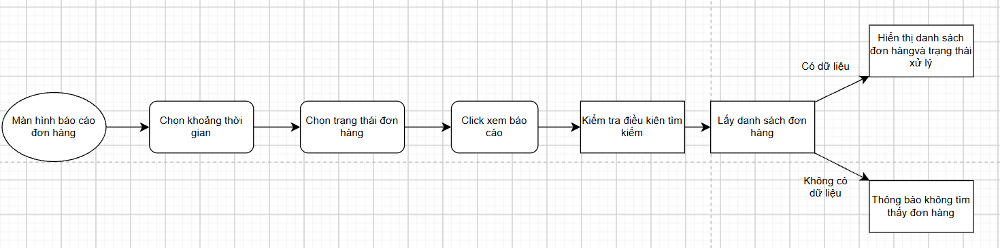 Màn hình báo cáo
đơn hàng
Chọn khoảng thời
gian
Chọn trạng thái đơn
hàng
Click xem báo
cáo
Kiểm tra điều kiện tìm
kiếm
Lấy danh sách đơn
hàng
Có dữ liệu
Hiển thị danh sách
đơn hàngvà trạng thái
xử lý
Không có
dữ liệu
Thông báo không tìm
thấy đơn hàng